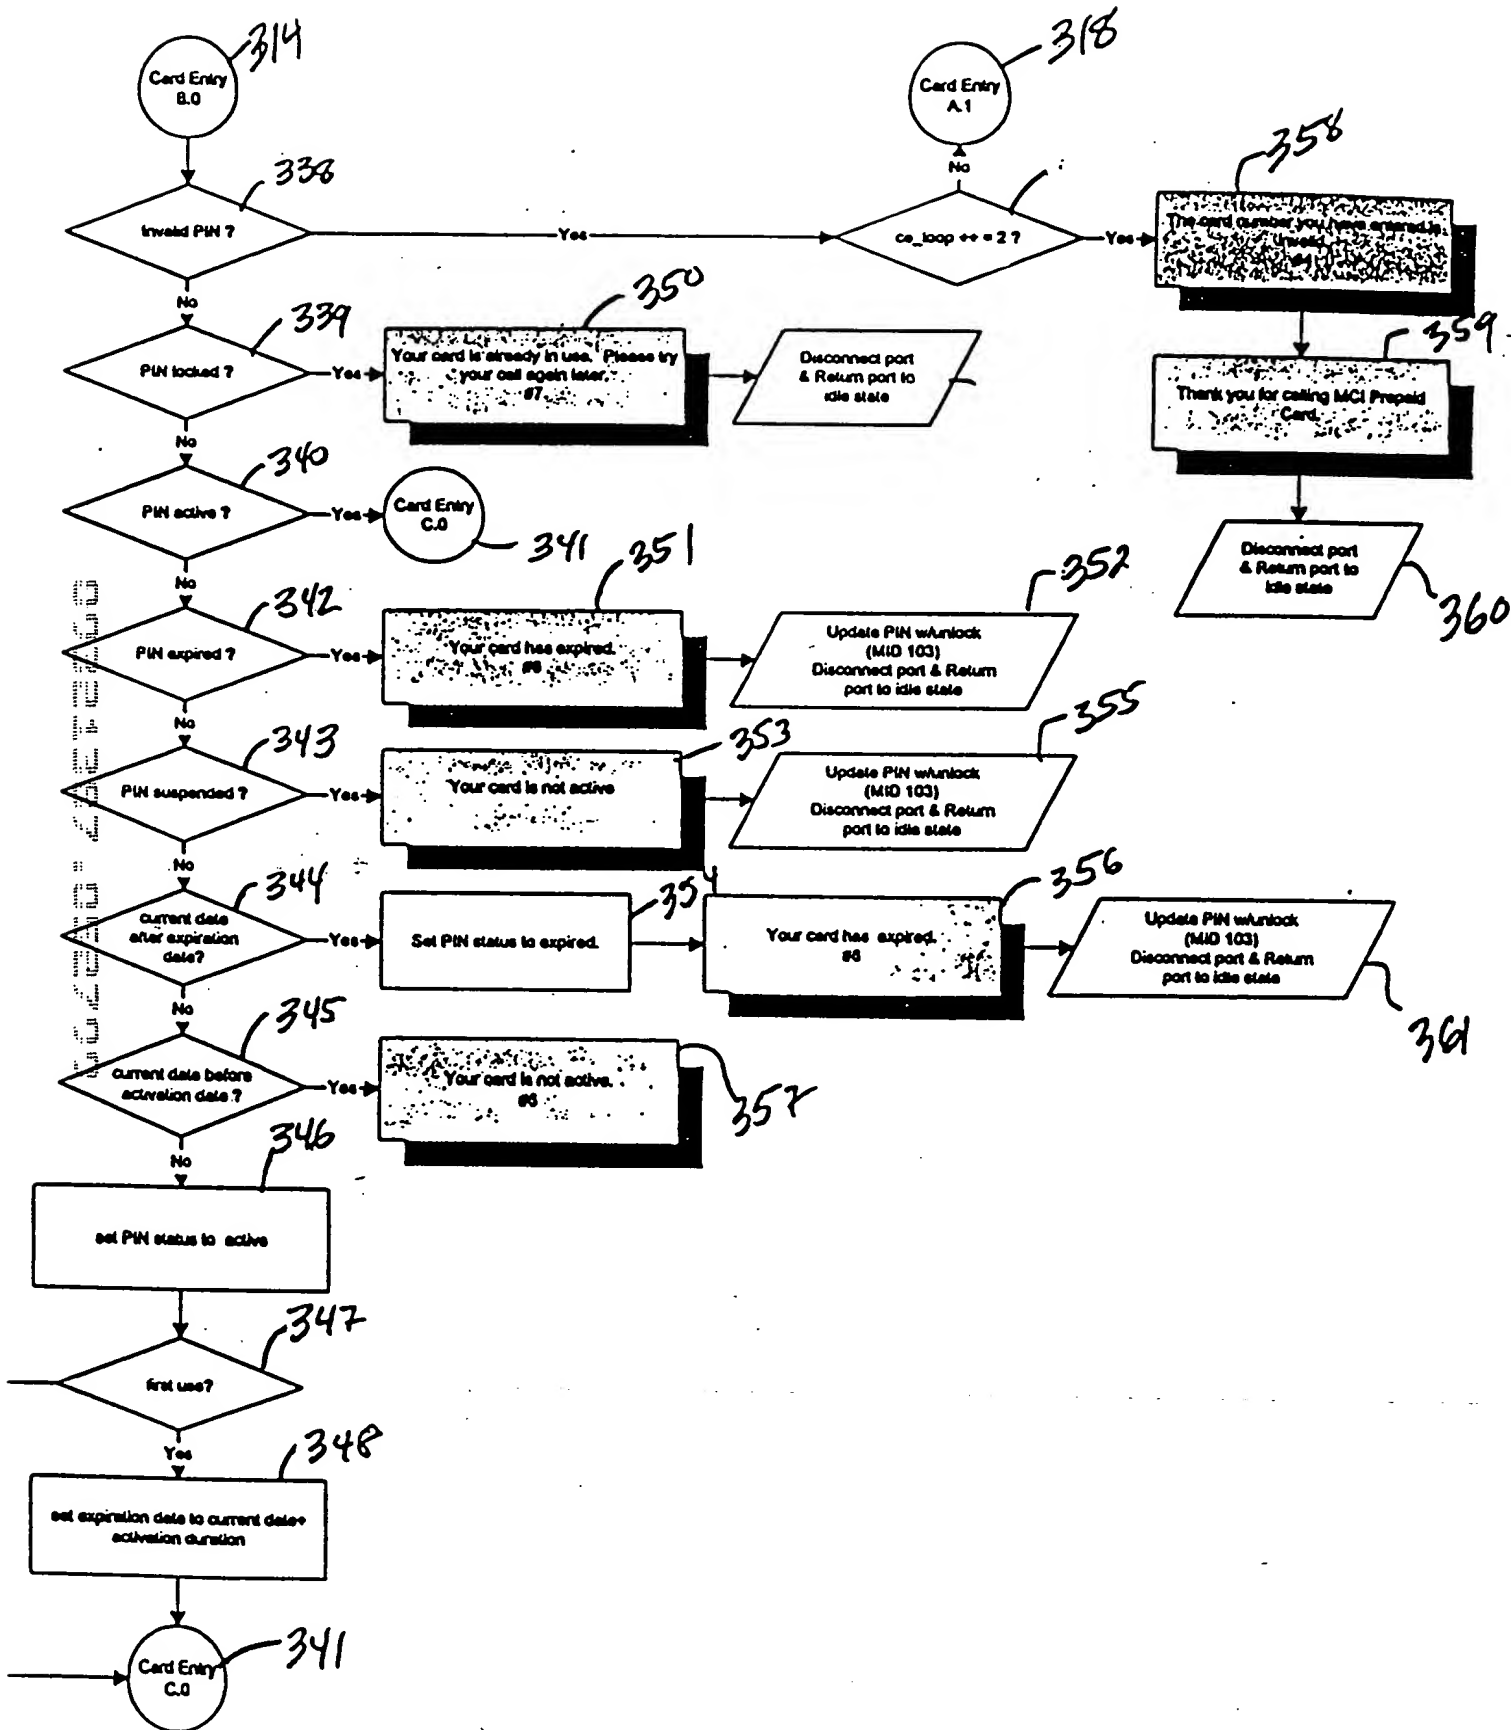 314
Card Entry
B.0
318
Card Entry
A.1
No
338
Invalid PIN ?
Yes
ce_loop ++ = 2 ?
Yes
358
The card number you have entered is
invalid.
No
339
PIN locked ?
Yes
350
Your card is already in use. Please try
your call again later.
#7
Disconnect port
& Return port to
idle state
359
Thank you for calling MCI Prepaid
Card.
No
340
PIN active ?
Yes
Card Entry
C.0
341
Disconnect port
& Return port to
idle state
360
No
342
PIN expired ?
Yes
351
Your card has expired.
352
Update PIN w/unlock
(MID 103)
Disconnect port & Return
port to idle state
No
343
PIN suspended ?
Yes
353
Your card is not active
355
Update PIN w/unlock
(MID 103)
Disconnect port & Return
port to idle state
No
344
current date
after expiration
date?
Yes
354
Set PIN status to expired.
356
Your card has expired.
Update PIN w/unlock
(MID 103)
Disconnect port & Return
port to idle state
361
No
345
current date before
activation date ?
Yes
Your card is not active.
357
No
346
set PIN status to active
347
first use?
Yes
348
set expiration date to current date+
activation duration
341
Card Entry
C.0